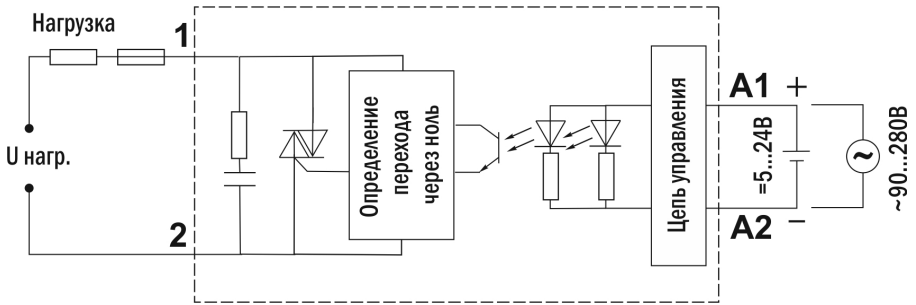 Нагрузка
1
U нагр.
2
Определение
перехода
через ноль
Цепь управления
A1 +
=5...24В
A2 −
~
~90...280В